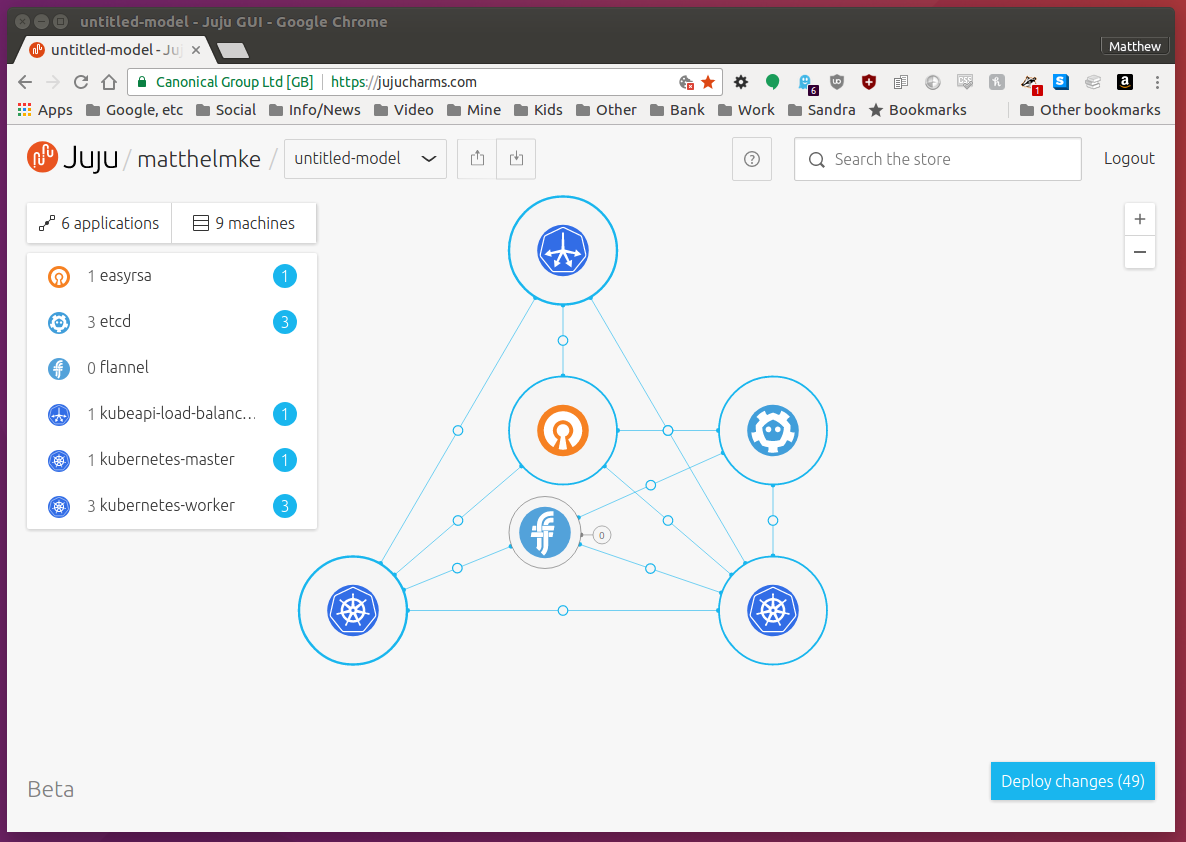 untitled-model - Juju GUI - Google Chrome
untitled-model - Juj
Matthew
Canonical Group Ltd [GB] https://jujucharms.com
6
1
Apps Google, etc Social Info/News Video Mine Kids Other Bank Work Sandra Bookmarks Other bookmarks
Juju / matthelmke / untitled-model
Search the store
Logout
6 applications 9 machines
1 easyrsa 1
3 etcd 3
0 flannel
1 kubeapi-load-balanc... 1
1 kubernetes-master 1
3 kubernetes-worker 3
0
Beta
Deploy changes (49)